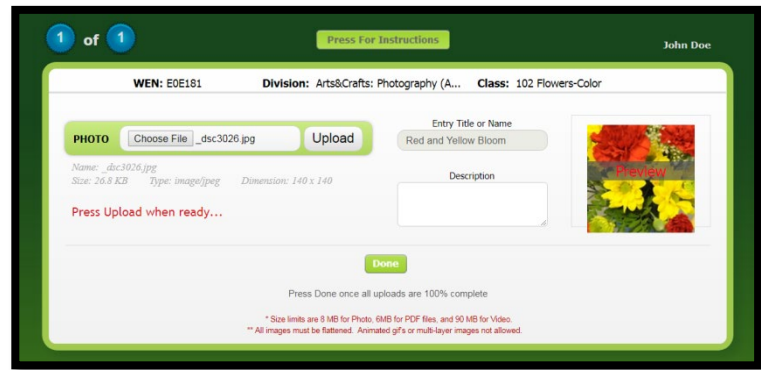 1 of 1
Press For Instructions
John Doe
WEN: E0E181 Division: Arts&Crafts: Photography (A... Class: 102 Flowers-Color
PHOTO Choose File _dsc3026.jpg Upload
Entry Title or Name
Red and Yellow Bloom
Name: _dsc3026.jpg
Size: 26.8 KB Type: image/jpeg Dimension: 140 x 140
Description
Preview
Press Upload when ready...
Done
Press Done once all uploads are 100% complete
* Size limits are 8 MB for Photo, 6MB for PDF files, and 90 MB for Video.
** All images must be flattened. Animated gif's or multi-layer images not allowed.